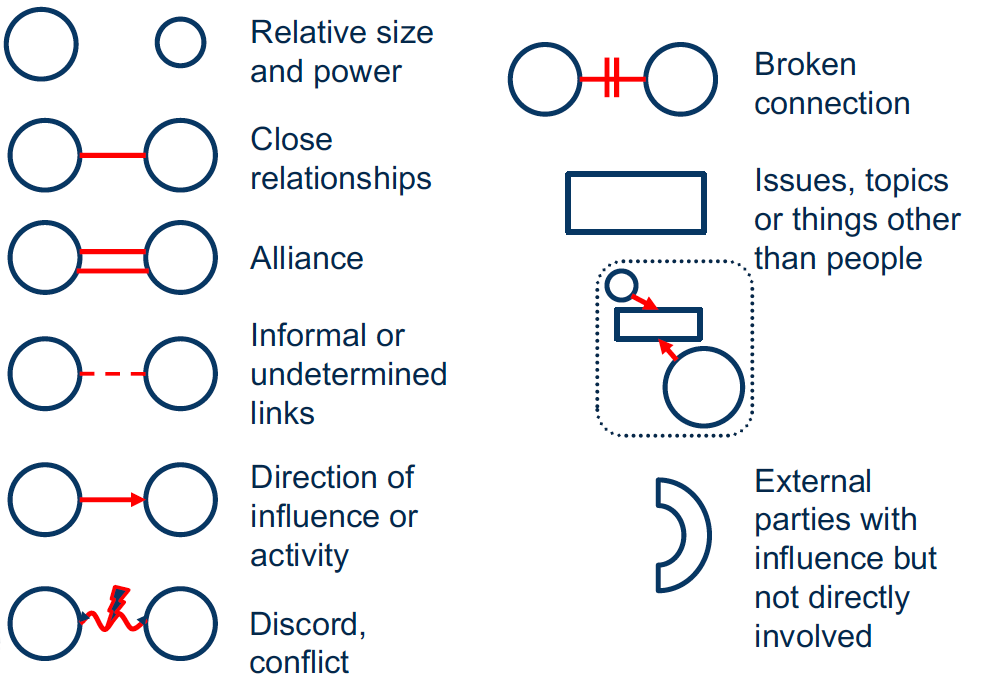 Relative size
and power
Close
relationships
Alliance
Informal or
undetermined
links
Direction of
influence or
activity
Discord,
conflict
Broken
connection
Issues, topics
or things other
than people
External
parties with
influence but
not directly
involved